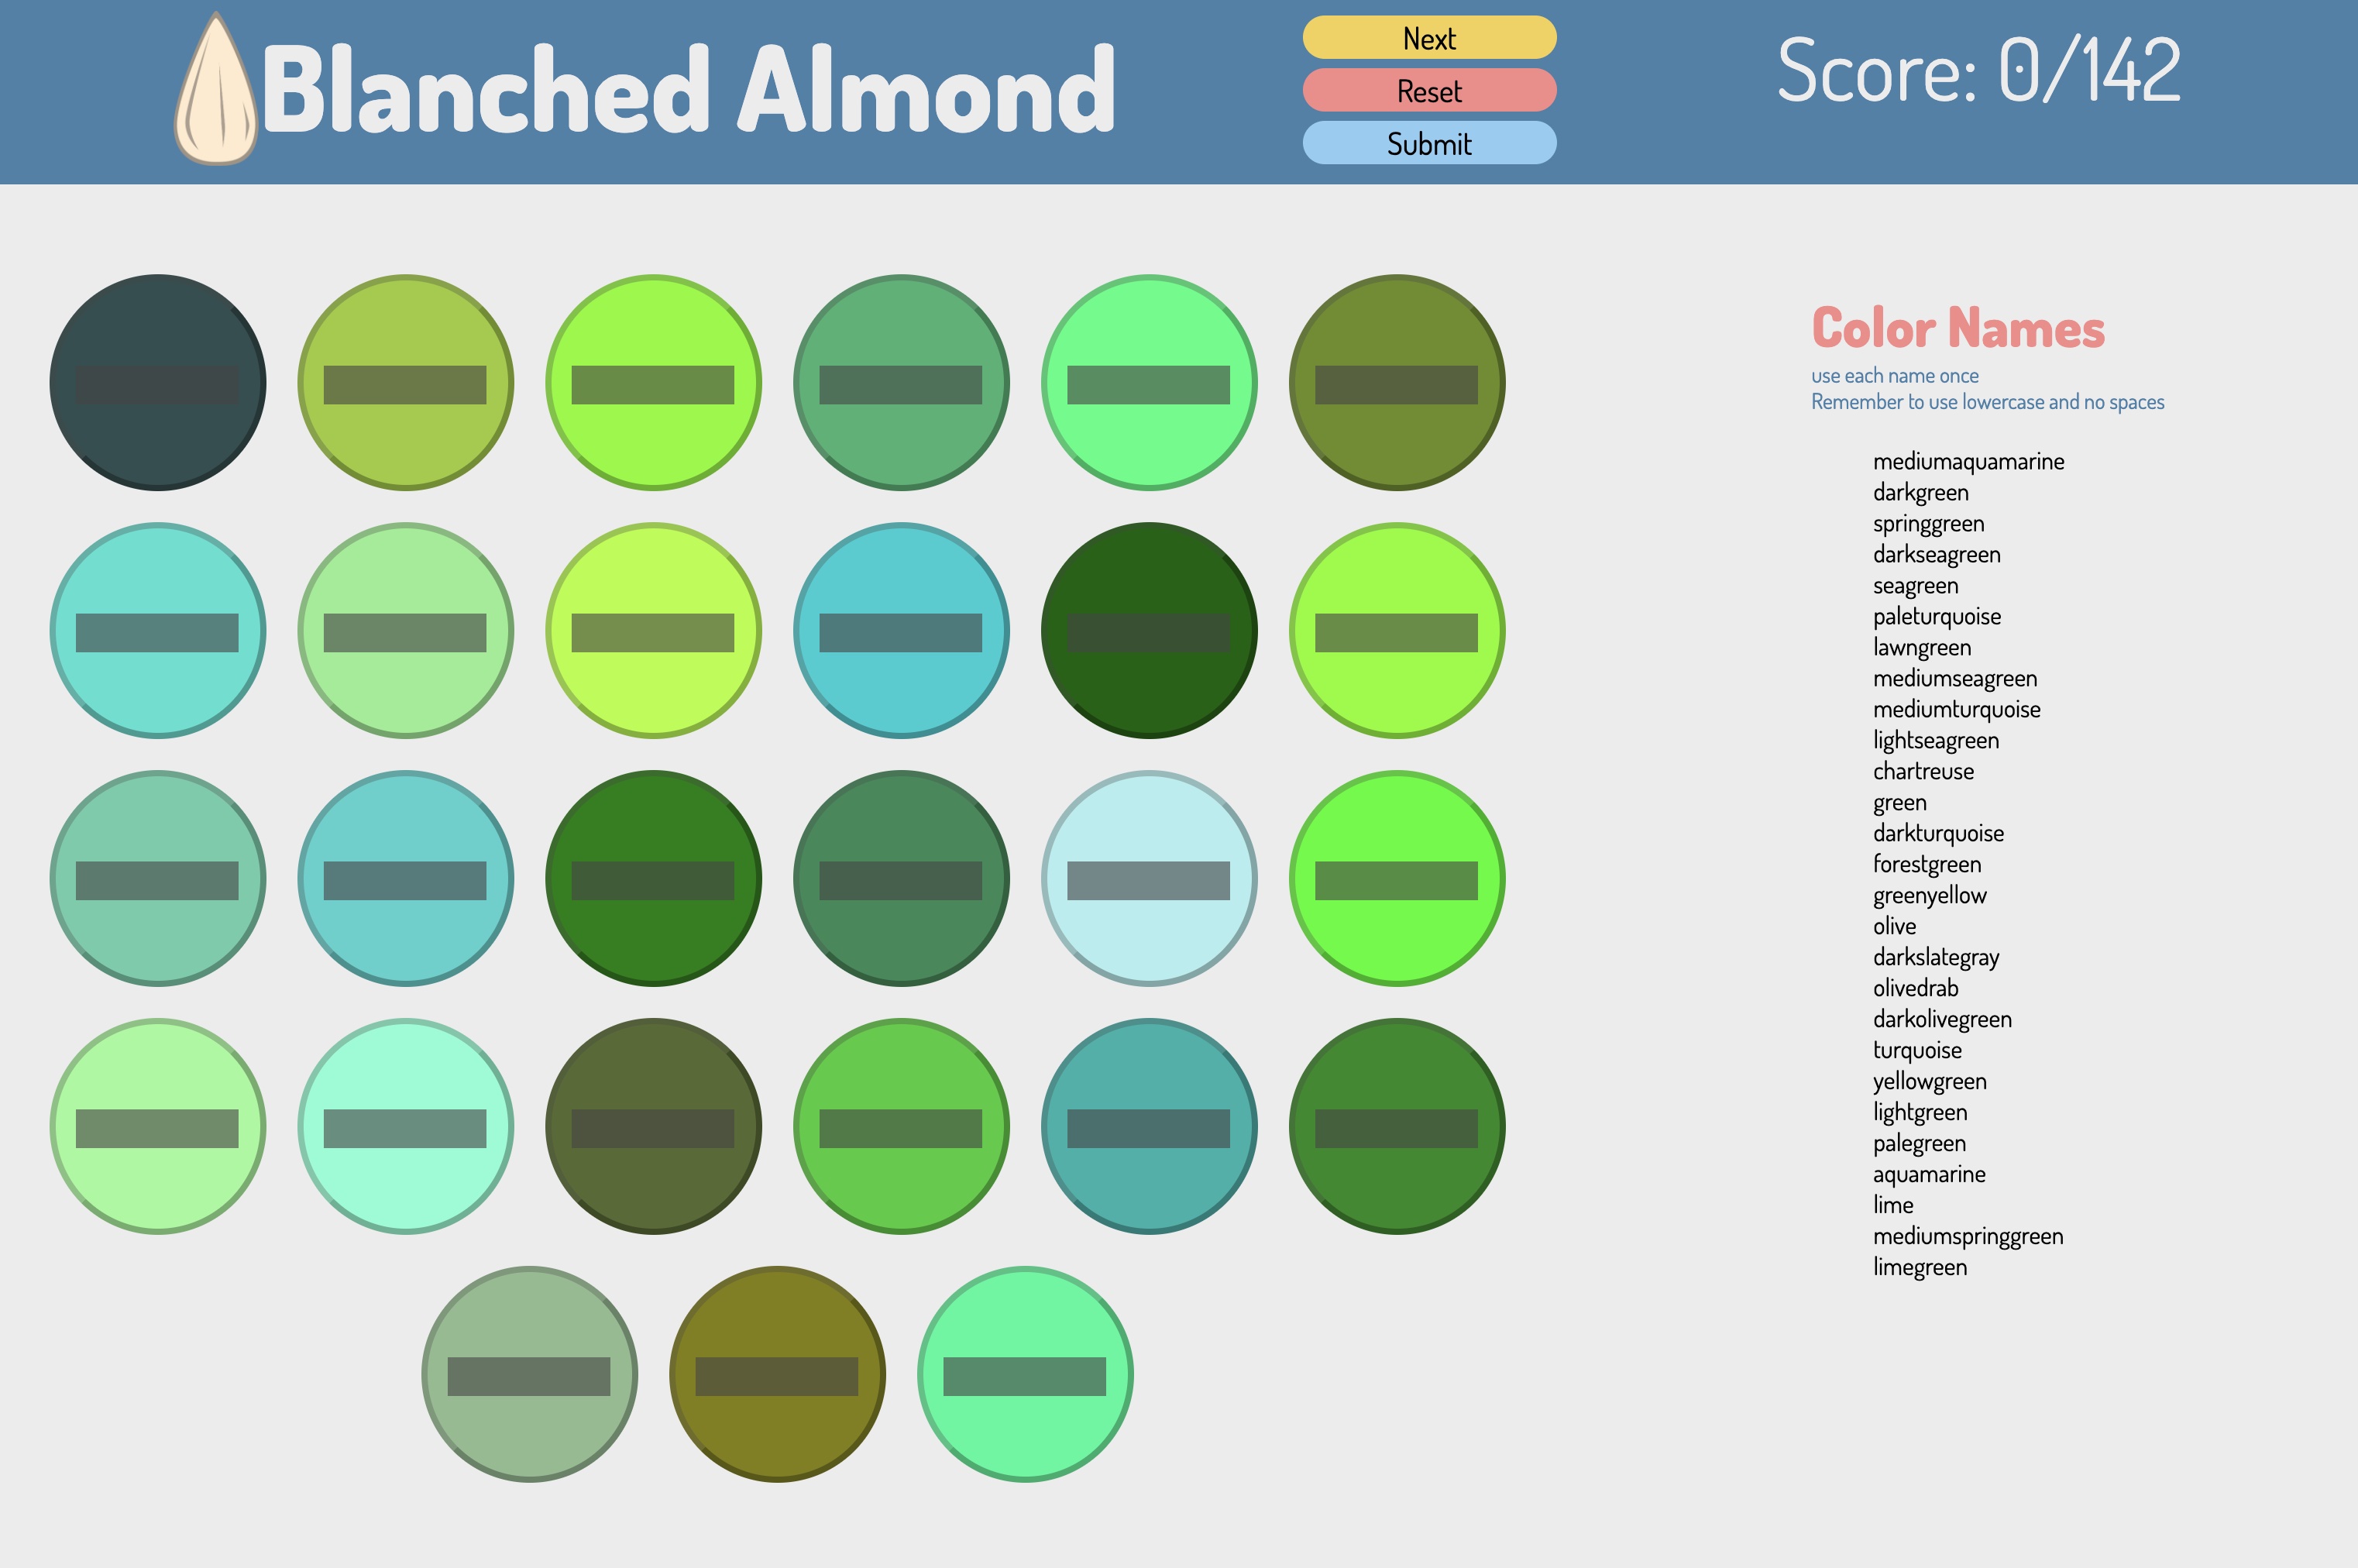 Blanched Almond
Next
Reset
Submit
Score: 0/142
Color Names
use each name once
Remember to use lowercase and no spaces
mediumaquamarine
darkgreen
springgreen
darkseagreen
seagreen
paleturquoise
lawngreen
mediumseagreen
mediumturquoise
lightseagreen
chartreuse
green
darkturquoise
forestgreen
greenyellow
olive
darkslategray
olivedrab
darkolivegreen
turquoise
yellowgreen
lightgreen
palegreen
aquamarine
lime
mediumspringgreen
limegreen